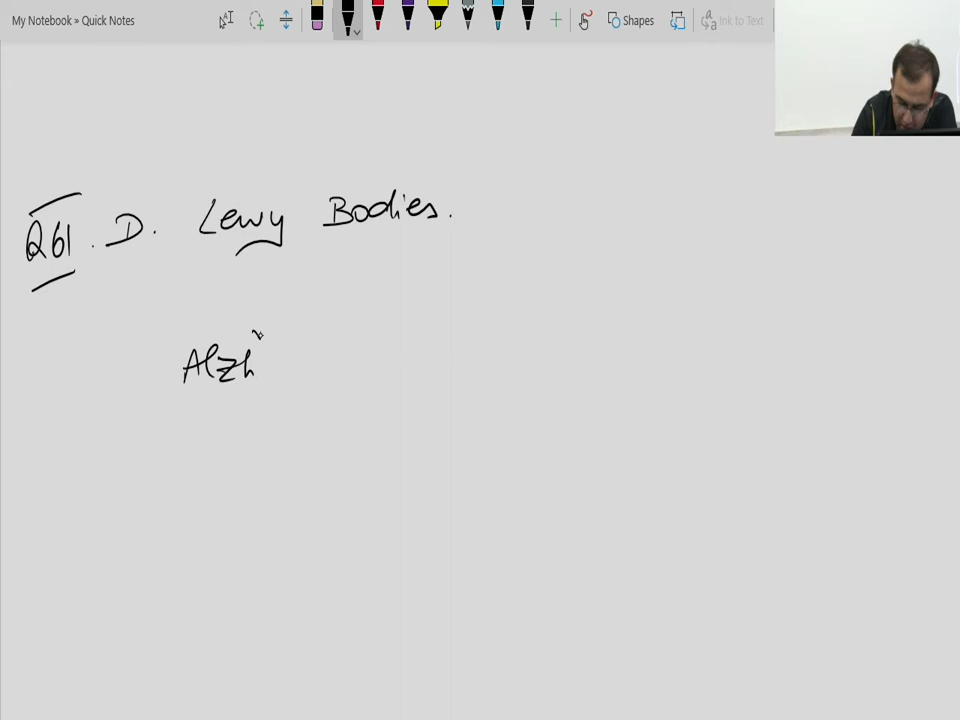 My Notebook » Quick Notes
Shapes
Ink to Text
Q61. D. Lewy Bodies.
Alzh